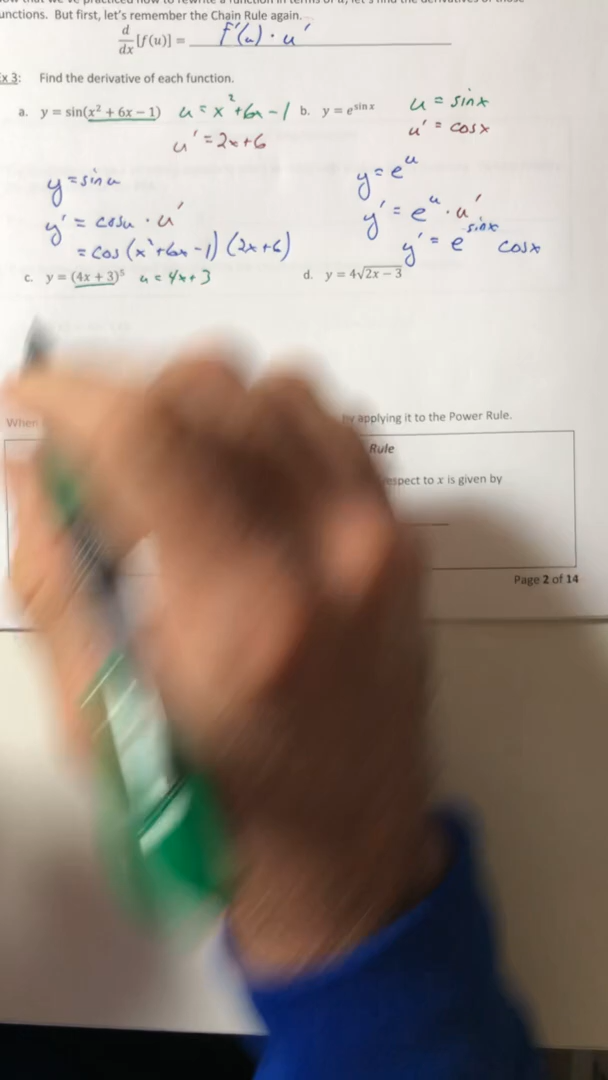 unctions. But first, let's remember the Chain Rule again.
d/dx [f(u)] = f'(u) · u'
Ex 3: Find the derivative of each function.
a. y = sin(x² + 6x − 1) u = x² + 6x − 1
u' = 2x + 6
y = sin u
y' = cos u · u'
= cos (x² + 6x − 1) (2x + 6)
b. y = e^{sin x} u = sin x
u' = cos x
y = e^u
y' = e^u · u'
y' = e^{sin x} cos x
c. y = (4x + 3)⁵ u = 4x + 3
d. y = 4√(2x − 3)
When by applying it to the Power Rule.
Rule
respect to x is given by
Page 2 of 14